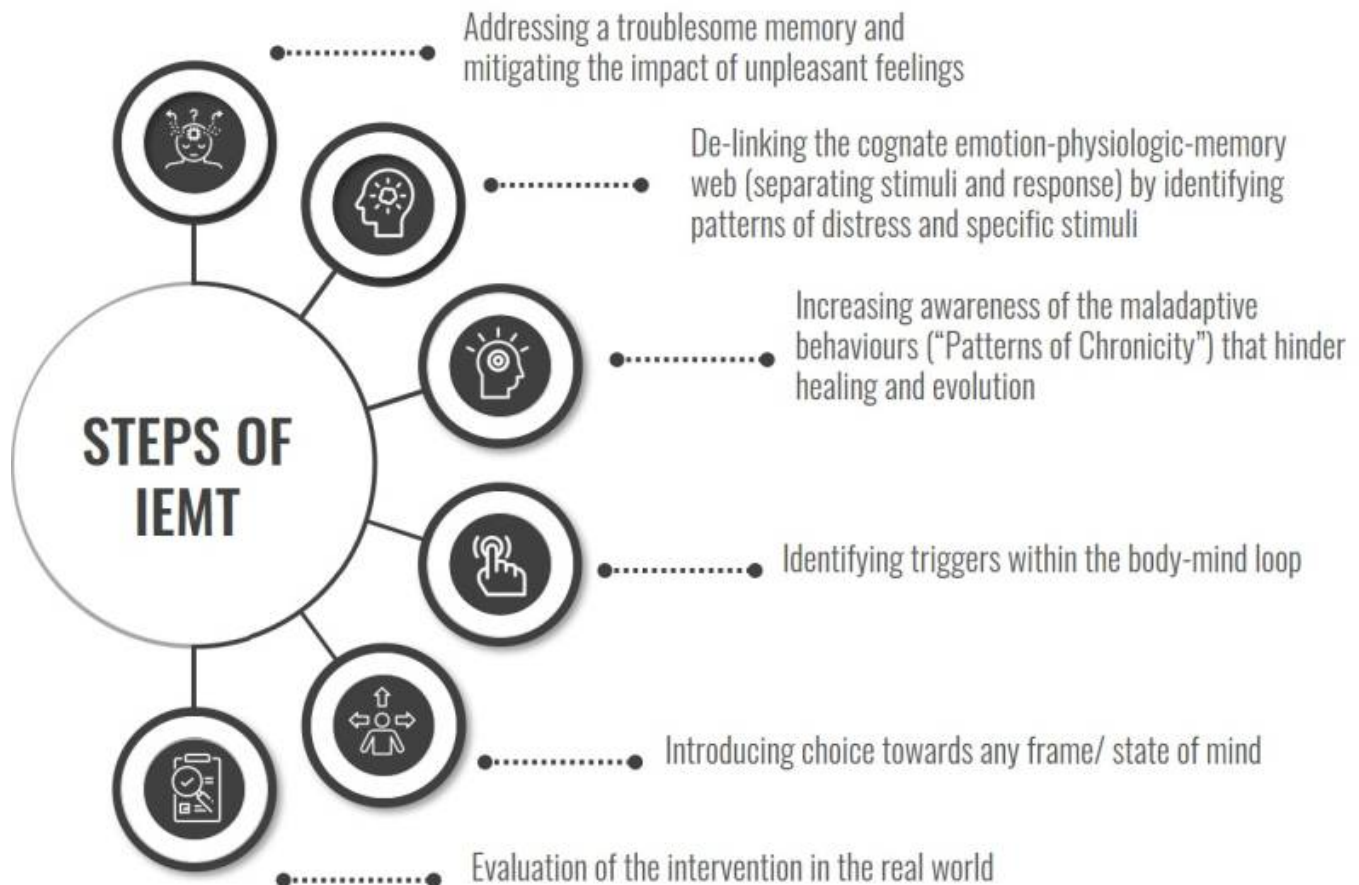 Addressing a troublesome memory and
mitigating the impact of unpleasant feelings
De-linking the cognate emotion-physiologic-memory
web (separating stimuli and response) by identifying
patterns of distress and specific stimuli
Increasing awareness of the maladaptive
behaviours (“Patterns of Chronicity”) that hinder
healing and evolution
STEPS OF
IEMT
Identifying triggers within the body-mind loop
Introducing choice towards any frame/ state of mind
Evaluation of the intervention in the real world